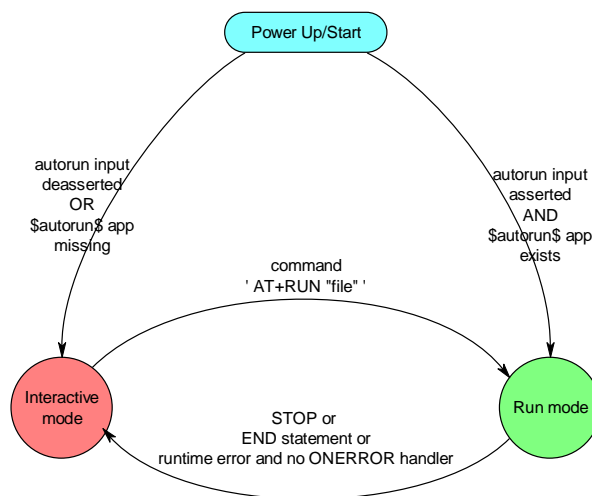 Power Up/Start
autorun input
deasserted
OR
$autorun$ app
missing
autorun input
asserted
AND
$autorun$ app
exists
command
' AT+RUN "file" '
Interactive
mode
Run mode
STOP or
END statement or
runtime error and no ONERROR handler